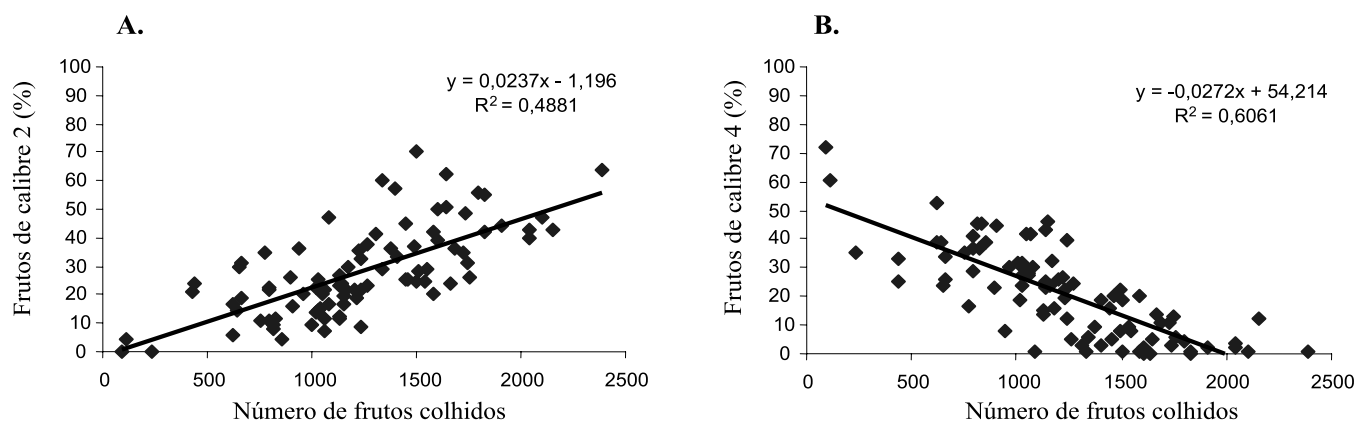 A.
y = 0,0237x - 1,196
R² = 0,4881
Frutos de calibre 2 (%)
100
90
80
70
60
50
40
30
20
10
0
0 500 1000 1500 2000 2500
Número de frutos colhidos
B.
y = -0,0272x + 54,214
R² = 0,6061
Frutos de calibre 4 (%)
100
90
80
70
60
50
40
30
20
10
0
0 500 1000 1500 2000 2500
Número de frutos colhidos